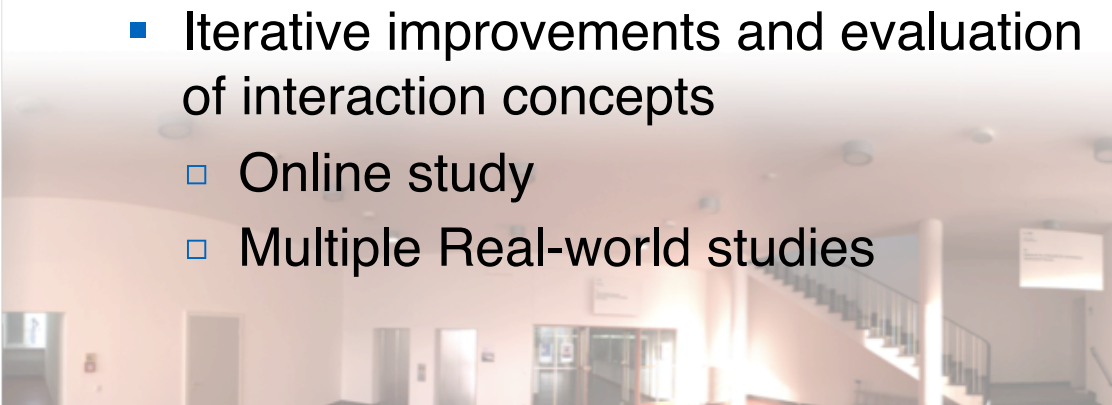 Iterative improvements and evaluation
of interaction concepts
Online study
Multiple Real-world studies